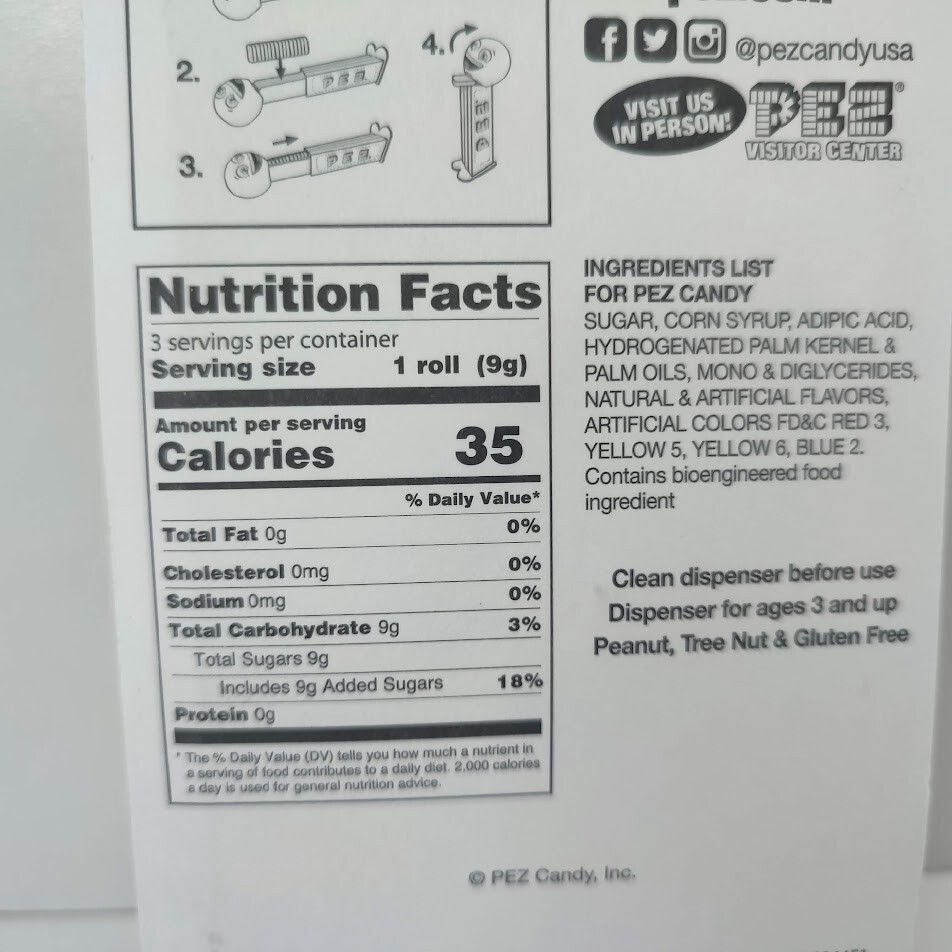 2.
PEZ
3.
PEZ
4.
PEZ
@pezcandyusa
VISIT US
IN PERSON!
PEZ®
VISITOR CENTER
Nutrition Facts
3 servings per container
Serving size 1 roll (9g)
Amount per serving
Calories 35
% Daily Value*
Total Fat 0g 0%
Cholesterol 0mg 0%
Sodium 0mg 0%
Total Carbohydrate 9g 3%
Total Sugars 9g
Includes 9g Added Sugars 18%
Protein 0g
* The % Daily Value (DV) tells you how much a nutrient in
a serving of food contributes to a daily diet. 2,000 calories
a day is used for general nutrition advice.
INGREDIENTS LIST
FOR PEZ CANDY
SUGAR, CORN SYRUP, ADIPIC ACID,
HYDROGENATED PALM KERNEL &
PALM OILS, MONO & DIGLYCERIDES,
NATURAL & ARTIFICIAL FLAVORS,
ARTIFICIAL COLORS FD&C RED 3,
YELLOW 5, YELLOW 6, BLUE 2.
Contains bioengineered food
ingredient
Clean dispenser before use
Dispenser for ages 3 and up
Peanut, Tree Nut & Gluten Free
© PEZ Candy, Inc.